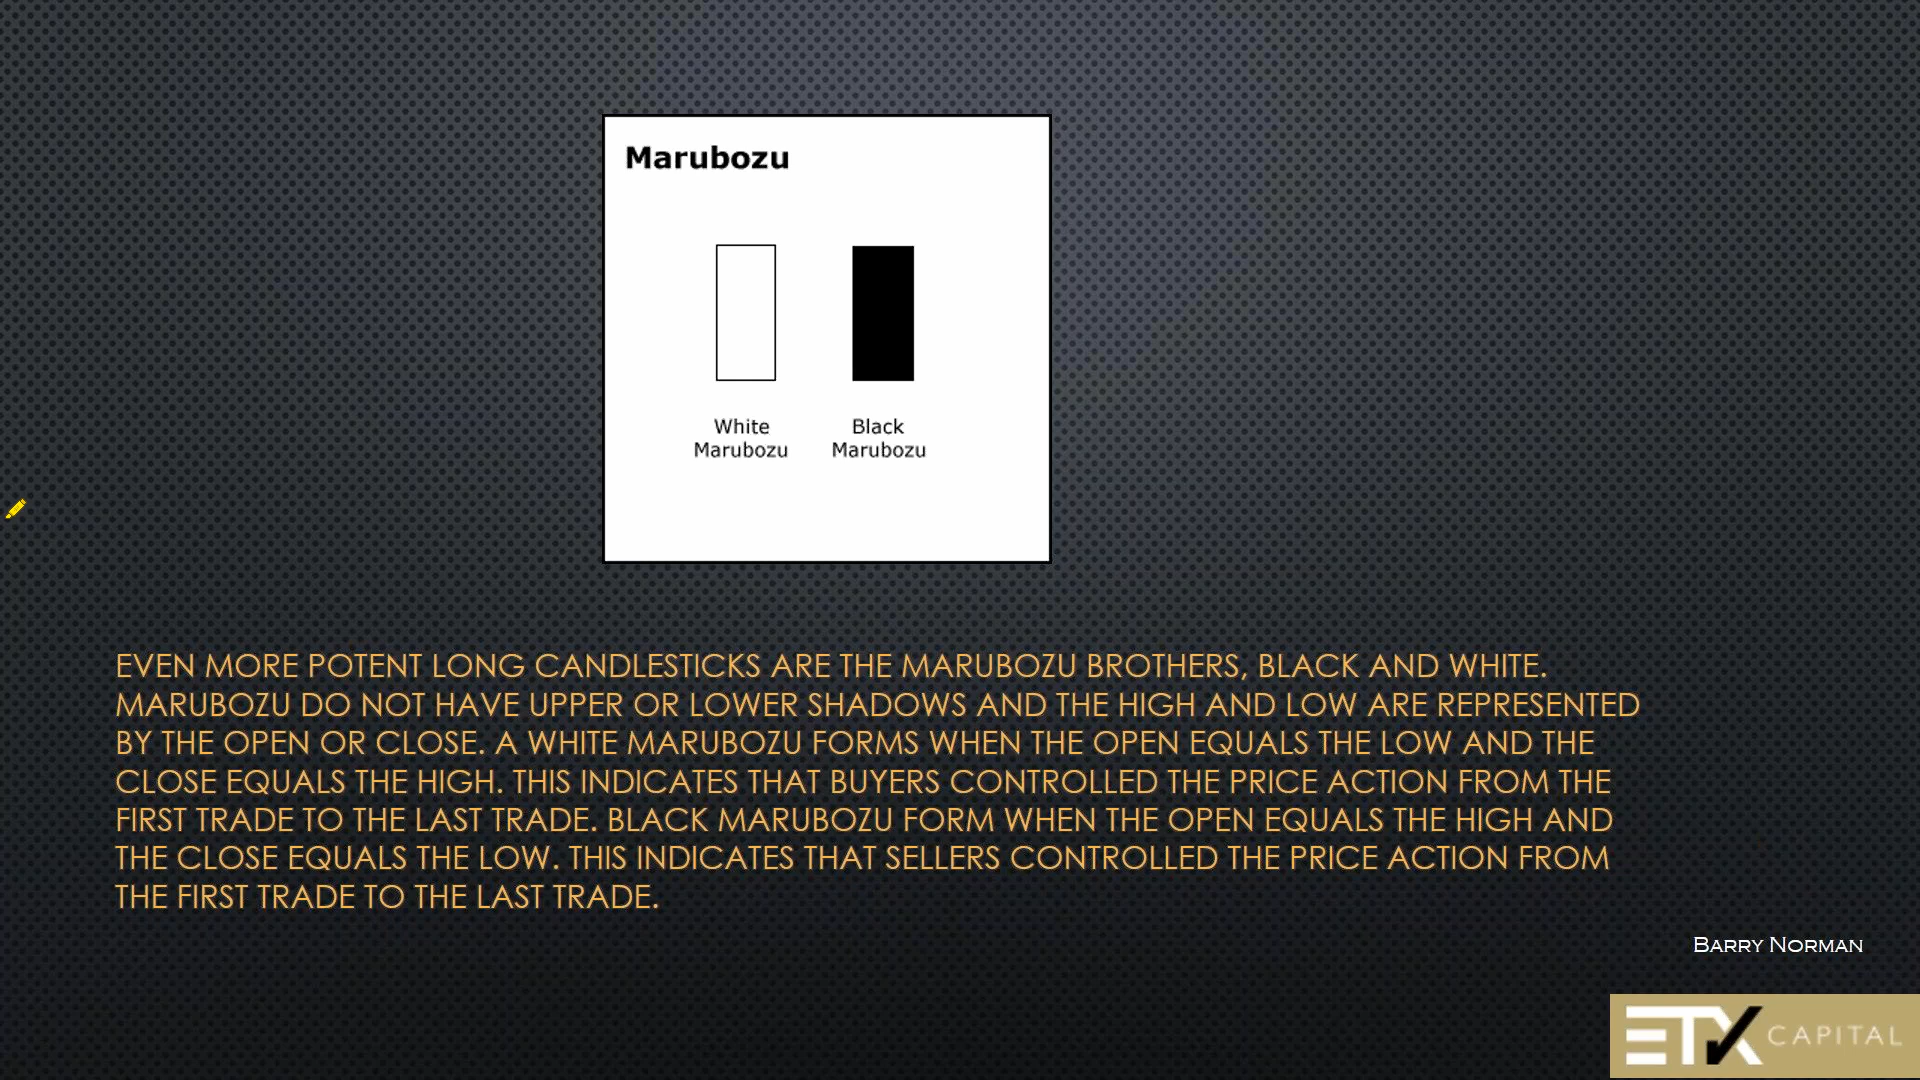 Marubozu
White Black
Marubozu Marubozu
EVEN MORE POTENT LONG CANDLESTICKS ARE THE MARUBOZU BROTHERS, BLACK AND WHITE.
MARUBOZU DO NOT HAVE UPPER OR LOWER SHADOWS AND THE HIGH AND LOW ARE REPRESENTED
BY THE OPEN OR CLOSE. A WHITE MARUBOZU FORMS WHEN THE OPEN EQUALS THE LOW AND THE
CLOSE EQUALS THE HIGH. THIS INDICATES THAT BUYERS CONTROLLED THE PRICE ACTION FROM THE
FIRST TRADE TO THE LAST TRADE. BLACK MARUBOZU FORM WHEN THE OPEN EQUALS THE HIGH AND
THE CLOSE EQUALS THE LOW. THIS INDICATES THAT SELLERS CONTROLLED THE PRICE ACTION FROM
THE FIRST TRADE TO THE LAST TRADE.
Barry Norman
ETX CAPITAL